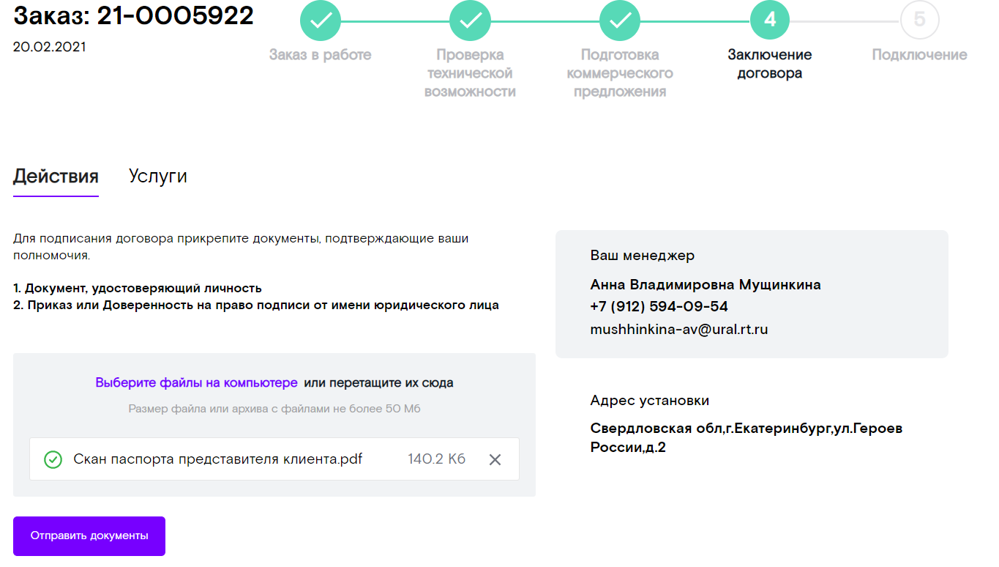 Заказ: 21-0005922
20.02.2021
4
5
Заказ в работе
Проверка
технической
возможности
Подготовка
коммерческого
предложения
Заключение
договора
Подключение
Действия
Услуги
Для подписания договора прикрепите документы, подтверждающие ваши
полномочия.
1. Документ, удостоверяющий личность
2. Приказ или Доверенность на право подписи от имени юридического лица
Выберите файлы на компьютере или перетащите их сюда
Размер файла или архива с файлами не более 50 Мб
Скан паспорта представителя клиента.pdf
140.2 Кб
Отправить документы
Ваш менеджер
Анна Владимировна Мущинкина
+7 (912) 594-09-54
mushhinkina-av@ural.rt.ru
Адрес установки
Свердловская обл,г.Екатеринбург,ул.Героев
России,д.2